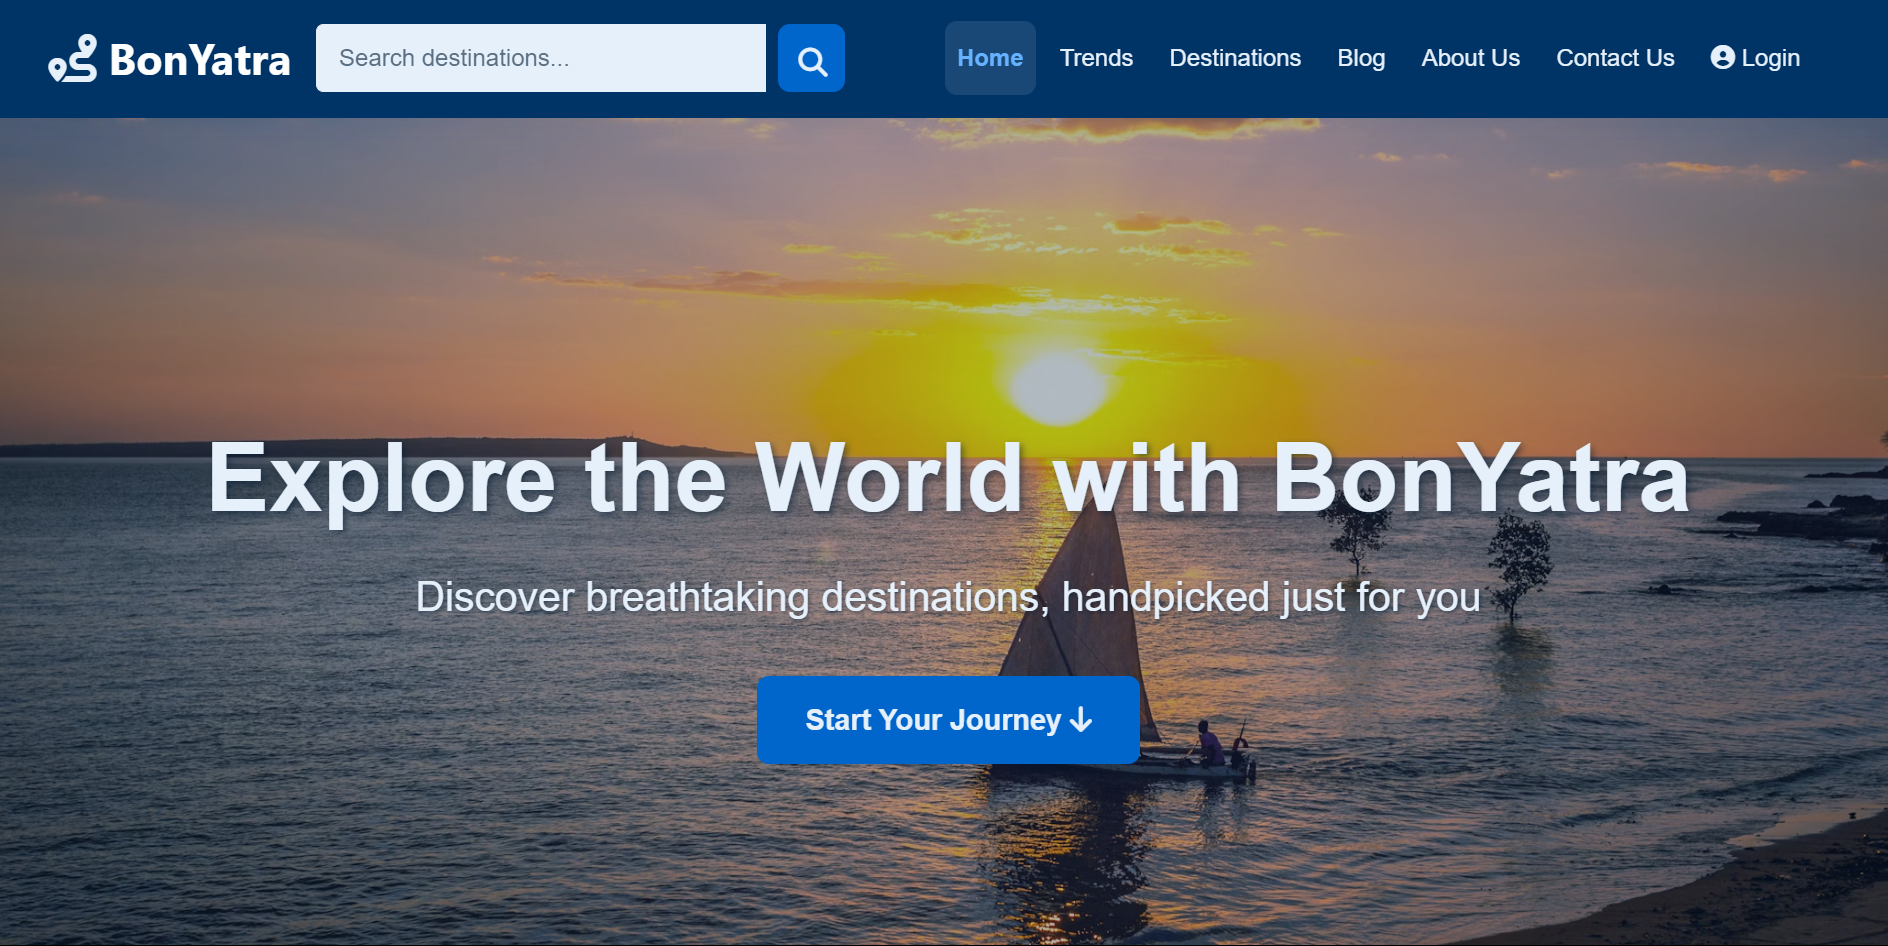 BonYatra
Search destinations...
Home
Trends
Destinations
Blog
About Us
Contact Us
Login
Explore the World with BonYatra
Discover breathtaking destinations, handpicked just for you
Start Your Journey